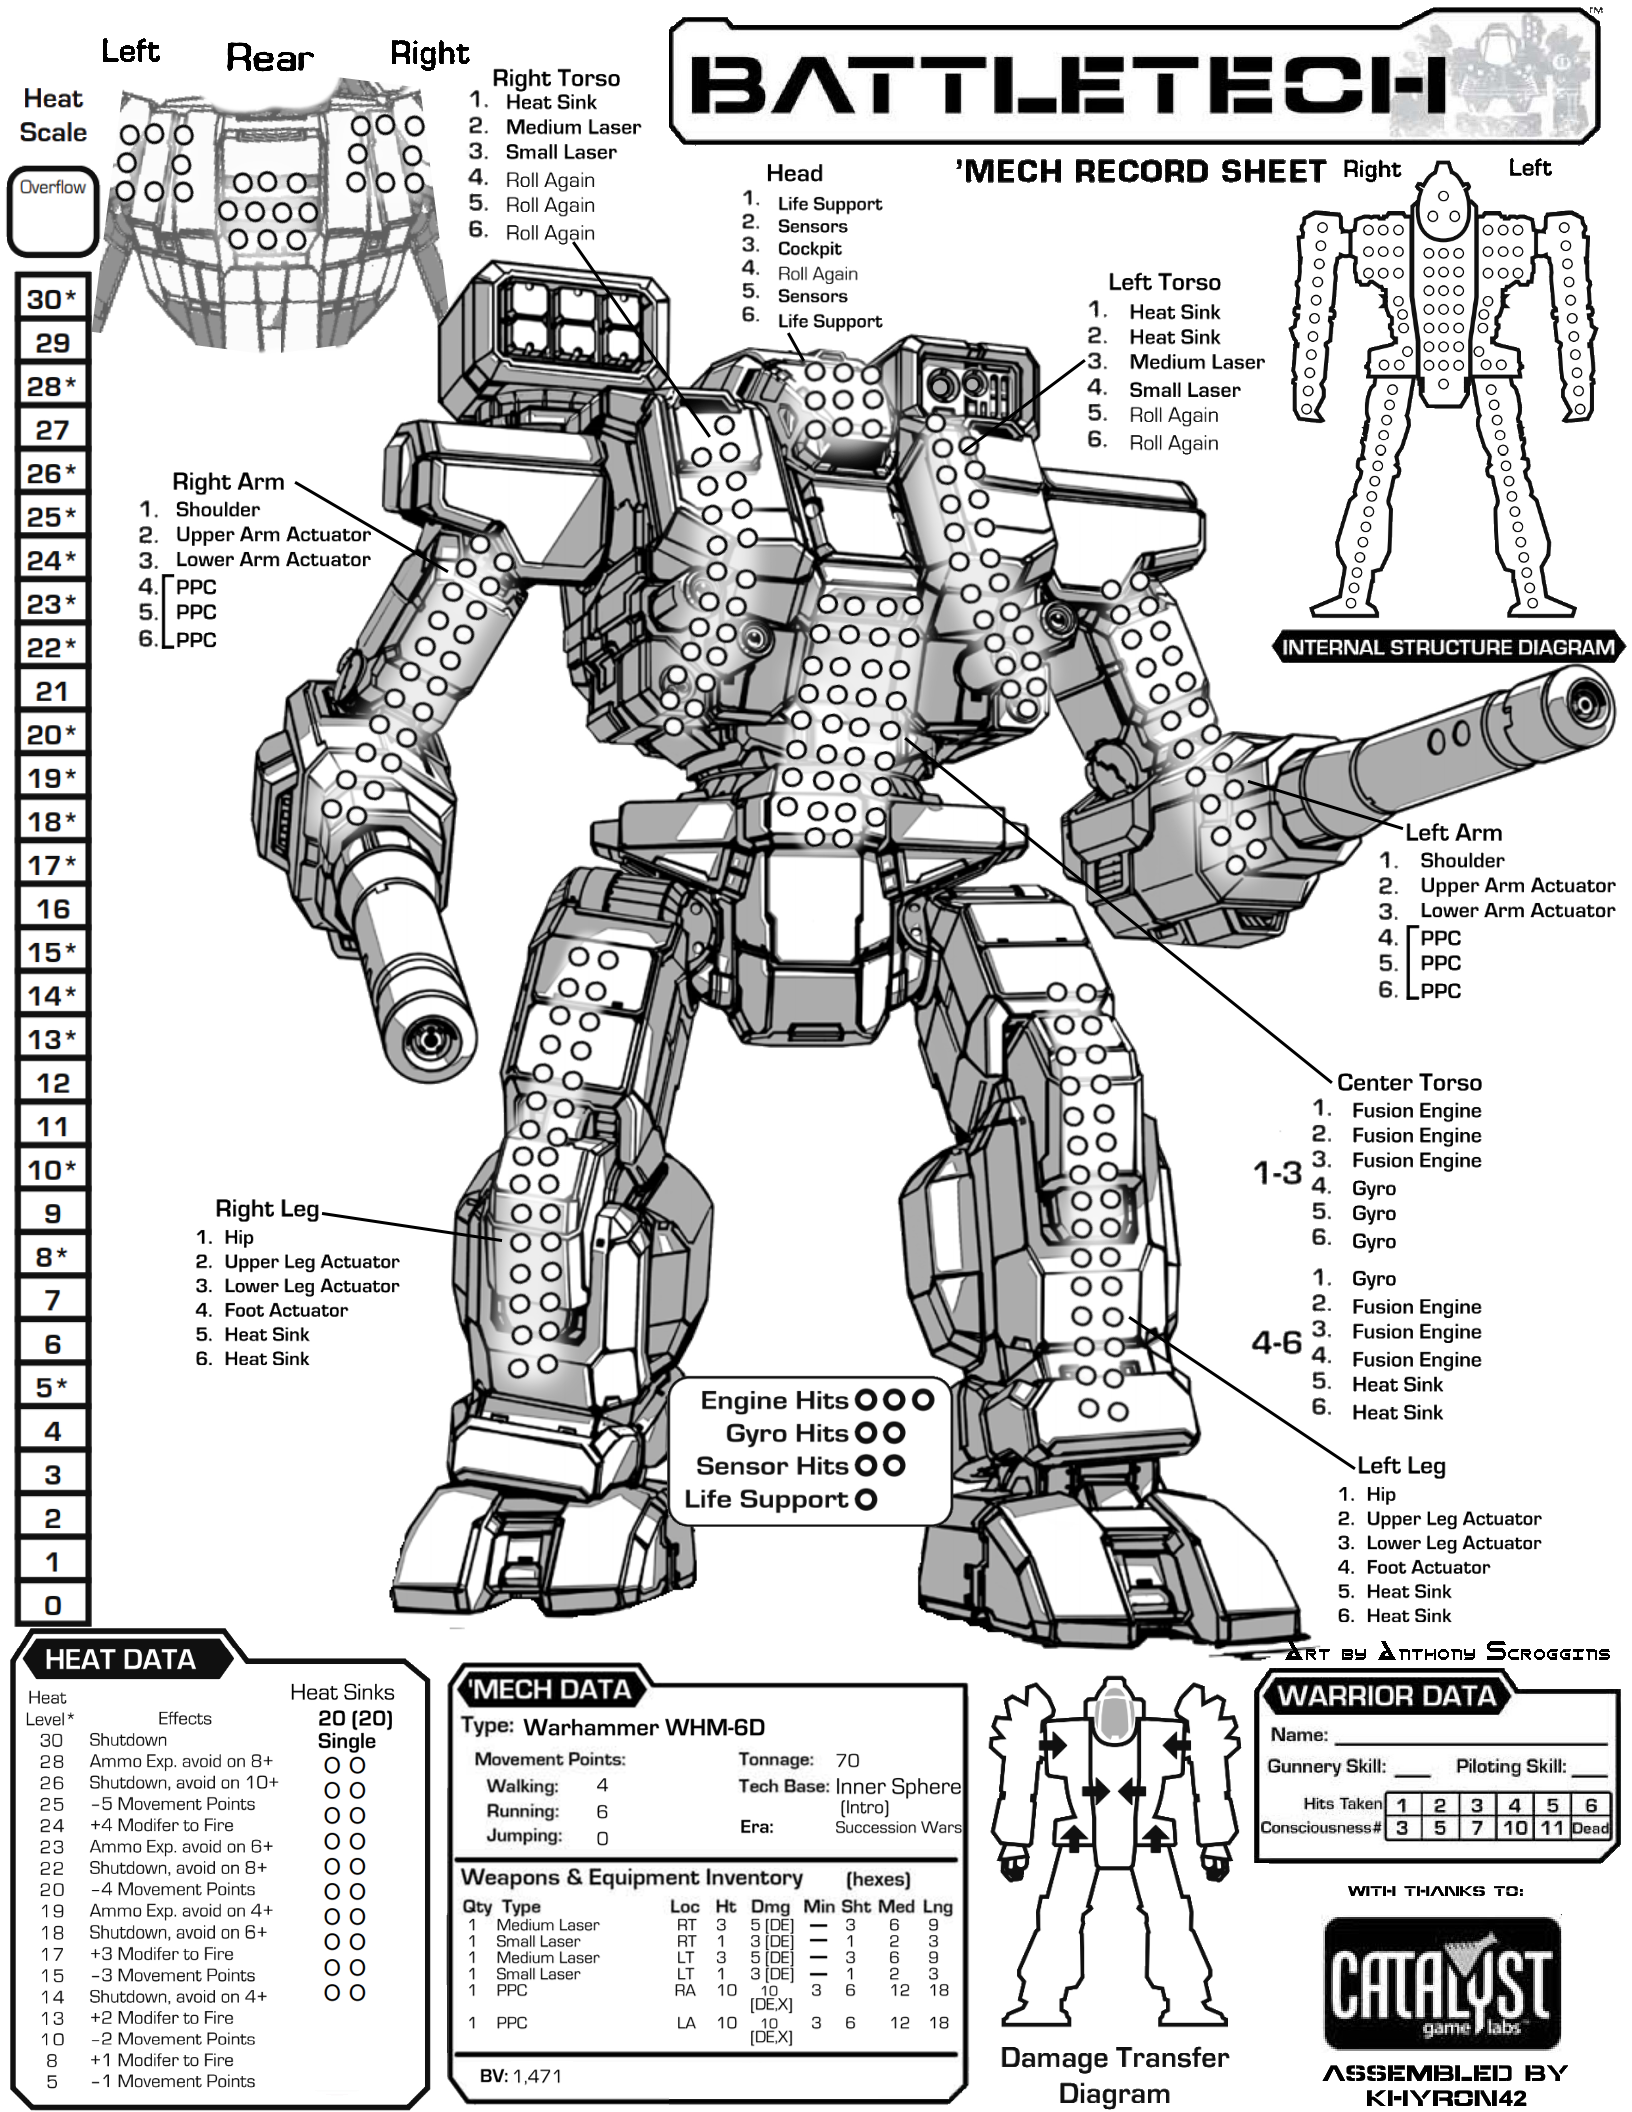 BATTLETECH™
'MECH RECORD SHEET
Left
Rear
Right
Heat
Scale
Overflow
30*
29
28*
27
26*
25*
24*
23*
22*
21
20*
19*
18*
17*
16
15*
14*
13*
12
11
10*
9
8*
7
6
5*
4
3
2
1
0
Right Torso
1. Heat Sink
2. Medium Laser
3. Small Laser
4. Roll Again
5. Roll Again
6. Roll Again
Head
1. Life Support
2. Sensors
3. Cockpit
4. Roll Again
5. Sensors
6. Life Support
Left Torso
1. Heat Sink
2. Heat Sink
3. Medium Laser
4. Small Laser
5. Roll Again
6. Roll Again
Right
Left
INTERNAL STRUCTURE DIAGRAM
Right Arm
1. Shoulder
2. Upper Arm Actuator
3. Lower Arm Actuator
4. PPC
5. PPC
6. PPC
Left Arm
1. Shoulder
2. Upper Arm Actuator
3. Lower Arm Actuator
4. PPC
5. PPC
6. PPC
Center Torso
1-3
1. Fusion Engine
2. Fusion Engine
3. Fusion Engine
4. Gyro
5. Gyro
6. Gyro
4-6
1. Gyro
2. Fusion Engine
3. Fusion Engine
4. Fusion Engine
5. Heat Sink
6. Heat Sink
Right Leg
1. Hip
2. Upper Leg Actuator
3. Lower Leg Actuator
4. Foot Actuator
5. Heat Sink
6. Heat Sink
Engine Hits
Gyro Hits
Sensor Hits
Life Support
Left Leg
1. Hip
2. Upper Leg Actuator
3. Lower Leg Actuator
4. Foot Actuator
5. Heat Sink
6. Heat Sink
Art by Anthony Scroggins
HEAT DATA
Heat
Level* Effects
Heat Sinks
20 (20)
Single
30 Shutdown
28 Ammo Exp. avoid on 8+
26 Shutdown, avoid on 10+
25 -5 Movement Points
24 +4 Modifer to Fire
23 Ammo Exp. avoid on 6+
22 Shutdown, avoid on 8+
20 -4 Movement Points
19 Ammo Exp. avoid on 4+
18 Shutdown, avoid on 6+
17 +3 Modifer to Fire
15 -3 Movement Points
14 Shutdown, avoid on 4+
13 +2 Modifer to Fire
10 -2 Movement Points
8 +1 Modifer to Fire
5 -1 Movement Points
'MECH DATA
Type: Warhammer WHM-6D
Movement Points:
Walking: 4
Running: 6
Jumping: 0
Tonnage: 70
Tech Base: Inner Sphere
(Intro)
Era: Succession Wars
Weapons & Equipment Inventory (hexes)
Qty Type Loc Ht Dmg Min Sht Med Lng
1 Medium Laser RT 3 5 [DE] — 3 6 9
1 Small Laser RT 1 3 [DE] — 1 2 3
1 Medium Laser LT 3 5 [DE] — 3 6 9
1 Small Laser LT 1 3 [DE] — 1 2 3
1 PPC RA 10 10 3 6 12 18
[DE,X]
1 PPC LA 10 10 3 6 12 18
[DE,X]
BV: 1,471
Damage Transfer
Diagram
WARRIOR DATA
Name:
Gunnery Skill: Piloting Skill:
Hits Taken 1 2 3 4 5 6
Consciousness# 3 5 7 10 11 Dead
WITH THANKS TO:
CATALYST
game labs™
ASSEMBLED BY
KHYRON42